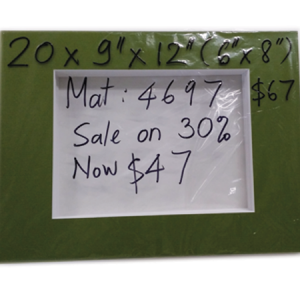 20 x 9" x 12" (6" x 8")
Mat: 4697 $67
Sale on 30%
Now $47